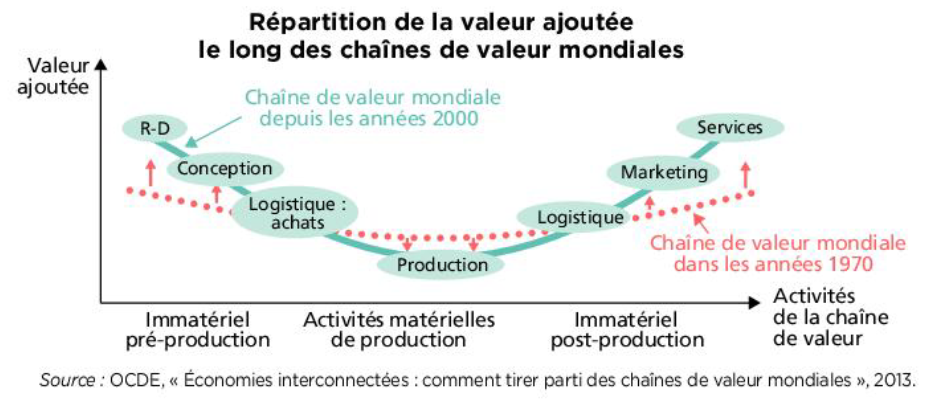 Répartition de la valeur ajoutée
le long des chaînes de valeur mondiales
Valeur
ajoutée
Chaîne de valeur mondiale
depuis les années 2000
R-D
Services
Conception
Marketing
Logistique :
achats
Logistique
Production
Chaîne de valeur mondiale
dans les années 1970
Activités
de la chaîne
de valeur
Immatériel
pré-production
Activités matérielles
de production
Immatériel
post-production
Source : OCDE, « Économies interconnectées : comment tirer parti des chaînes de valeur mondiales », 2013.